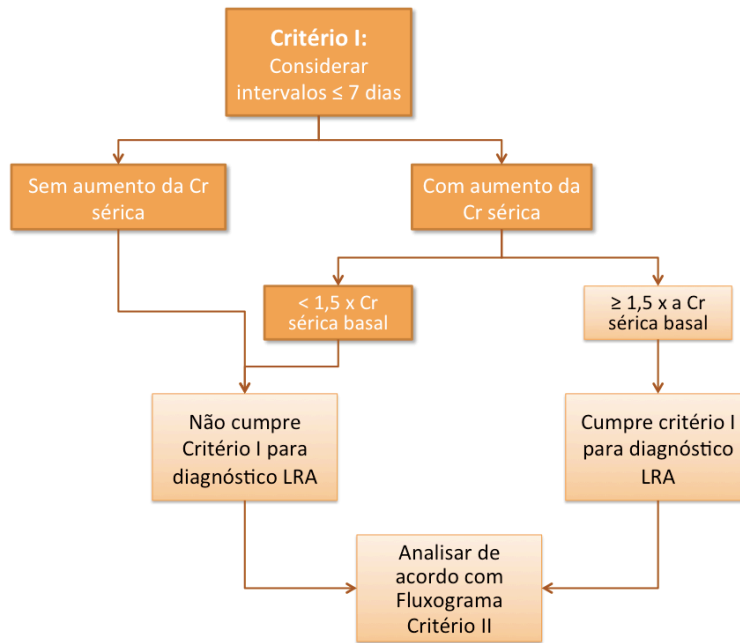 Critério I:
Considerar
intervalos ≤ 7 dias
Sem aumento da Cr
sérica
Com aumento da
Cr sérica
< 1,5 x Cr
sérica basal
≥ 1,5 x a Cr
sérica basal
Não cumpre
Critério I para
diagnóstico LRA
Cumpre critério I
para diagnóstico
LRA
Analisar de
acordo com
Fluxograma
Critério II